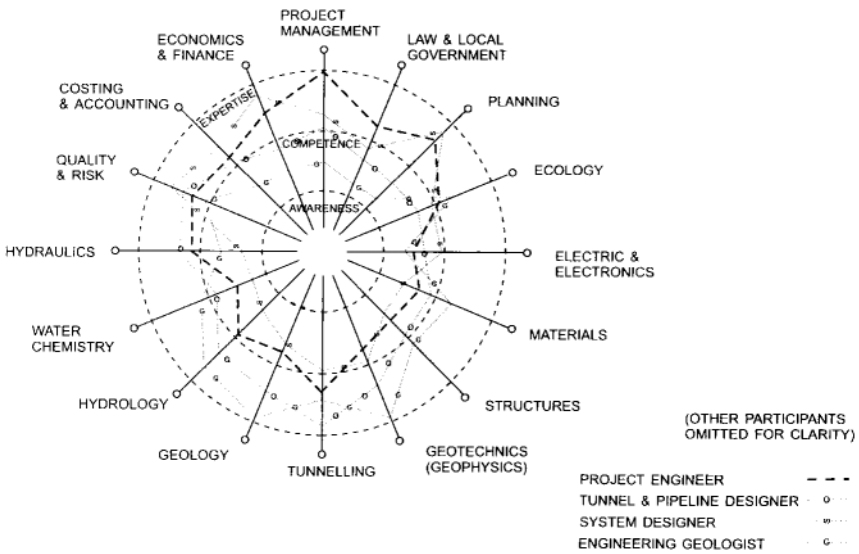 PROJECT
MANAGEMENT
ECONOMICS
& FINANCE
LAW & LOCAL
GOVERNMENT
COSTING
& ACCOUNTING
PLANNING
EXPERTISE
COMPETENCE
QUALITY
& RISK
ECOLOGY
AWARENESS
HYDRAULICS
ELECTRIC &
ELECTRONICS
WATER
CHEMISTRY
MATERIALS
HYDROLOGY
STRUCTURES
GEOLOGY
TUNNELLING
GEOTECHNICS
(GEOPHYSICS)
(OTHER PARTICIPANTS
OMITTED FOR CLARITY)
PROJECT ENGINEER
TUNNEL & PIPELINE DESIGNER O
SYSTEM DESIGNER S
ENGINEERING GEOLOGIST G